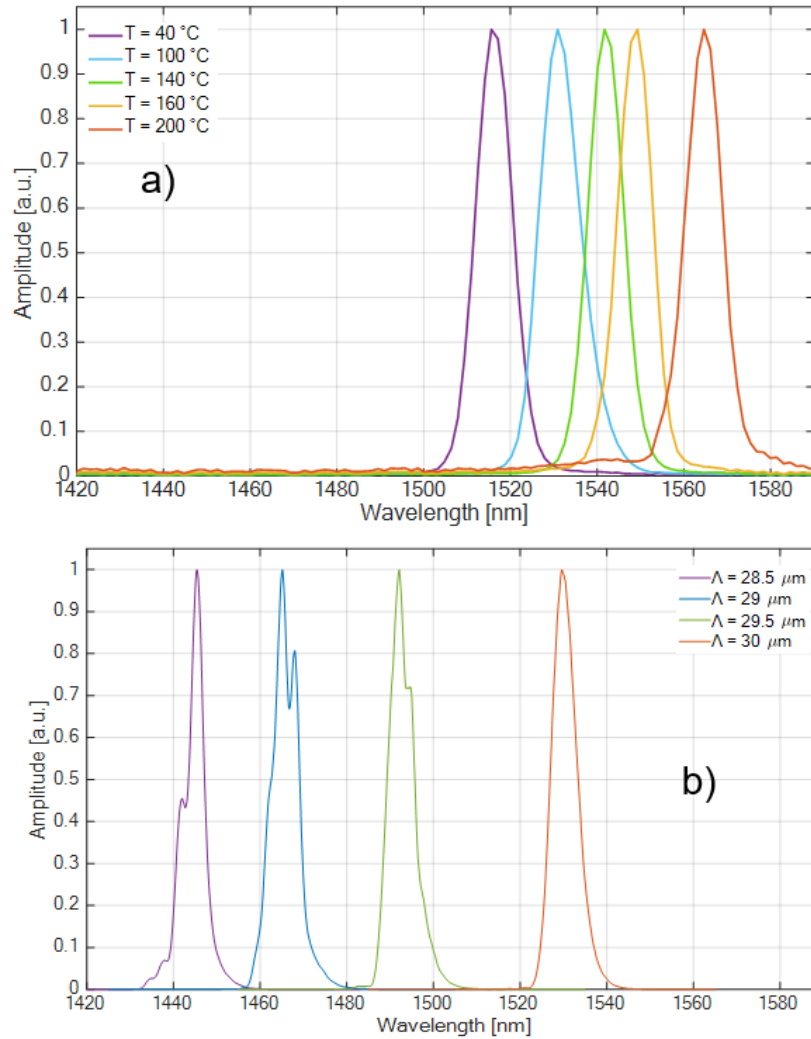 T = 40 °C
T = 100 °C
T = 140 °C
T = 160 °C
T = 200 °C
a)
Amplitude [a.u.]
1
0.9
0.8
0.7
0.6
0.5
0.4
0.3
0.2
0.1
0
1420 1440 1460 1480 1500 1520 1540 1560 1580
Wavelength [nm]
Λ = 28.5 μm
Λ = 29 μm
Λ = 29.5 μm
Λ = 30 μm
b)
Amplitude [a.u.]
1
0.9
0.8
0.7
0.6
0.5
0.4
0.3
0.2
0.1
0
1420 1440 1460 1480 1500 1520 1540 1560 1580
Wavelength [nm]